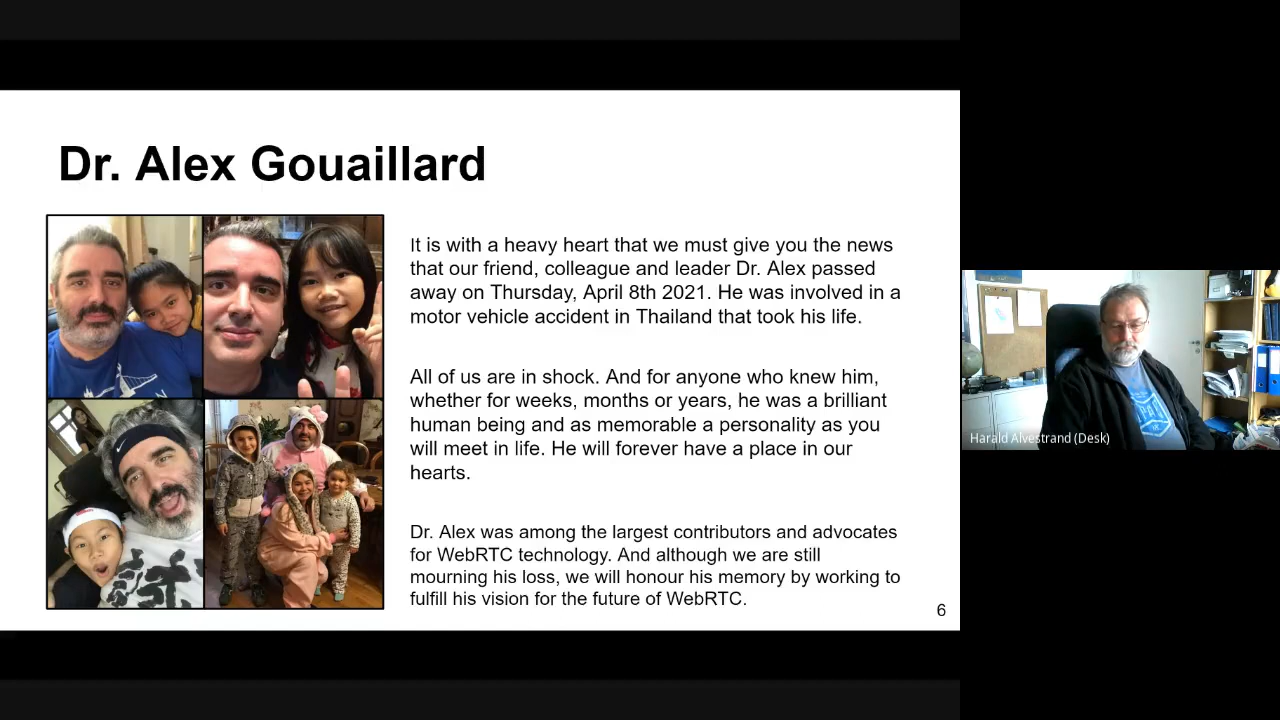 Dr. Alex Gouaillard
It is with a heavy heart that we must give you the news
that our friend, colleague and leader Dr. Alex passed
away on Thursday, April 8th 2021. He was involved in a
motor vehicle accident in Thailand that took his life.
All of us are in shock. And for anyone who knew him,
whether for weeks, months or years, he was a brilliant
human being and as memorable a personality as you
will meet in life. He will forever have a place in our
hearts.
Dr. Alex was among the largest contributors and advocates
for WebRTC technology. And although we are still
mourning his loss, we will honour his memory by working to
fulfill his vision for the future of WebRTC.
6
Harald Alvestrand (Desk)